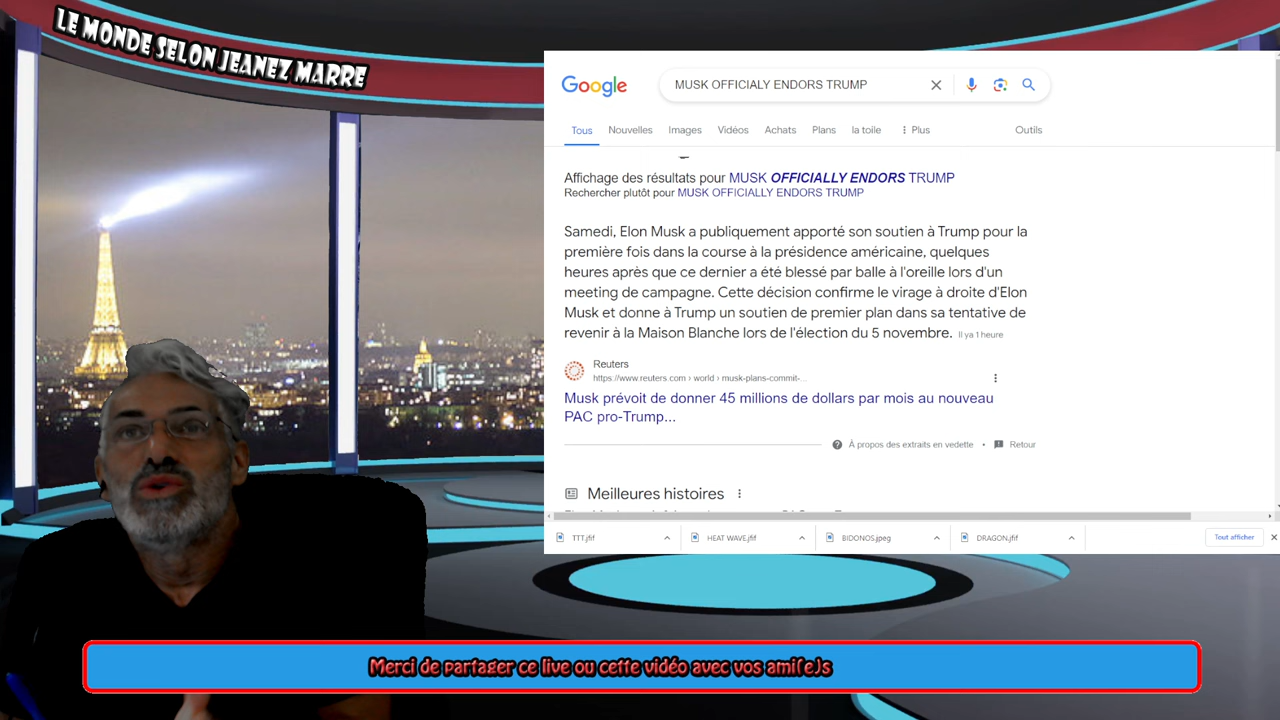 LE MONDE SELON JEANEZ MARRE
Google
MUSK OFFICIALY ENDORS TRUMP
Tous
Nouvelles
Images
Vidéos
Achats
Plans
la toile
Plus
Outils
Affichage des résultats pour MUSK OFFICIALLY ENDORS TRUMP
Rechercher plutôt pour MUSK OFFICIALLY ENDORS TRUMP
Samedi, Elon Musk a publiquement apporté son soutien à Trump pour la
première fois dans la course à la présidence américaine, quelques
heures après que ce dernier a été blessé par balle à l'oreille lors d'un
meeting de campagne. Cette décision confirme le virage à droite d'Elon
Musk et donne à Trump un soutien de premier plan dans sa tentative de
revenir à la Maison Blanche lors de l'élection du 5 novembre. Il y a 1 heure
Reuters
https://www.reuters.com › world › musk-plans-commit-...
Musk prévoit de donner 45 millions de dollars par mois au nouveau
PAC pro-Trump...
À propos des extraits en vedette • Retour
Meilleures histoires
TTT.jfif
HEAT WAVE.jfif
BIDONOS.jpeg
DRAGON.jfif
Tout afficher
Merci de partager ce live ou cette vidéo avec vos ami(e)s